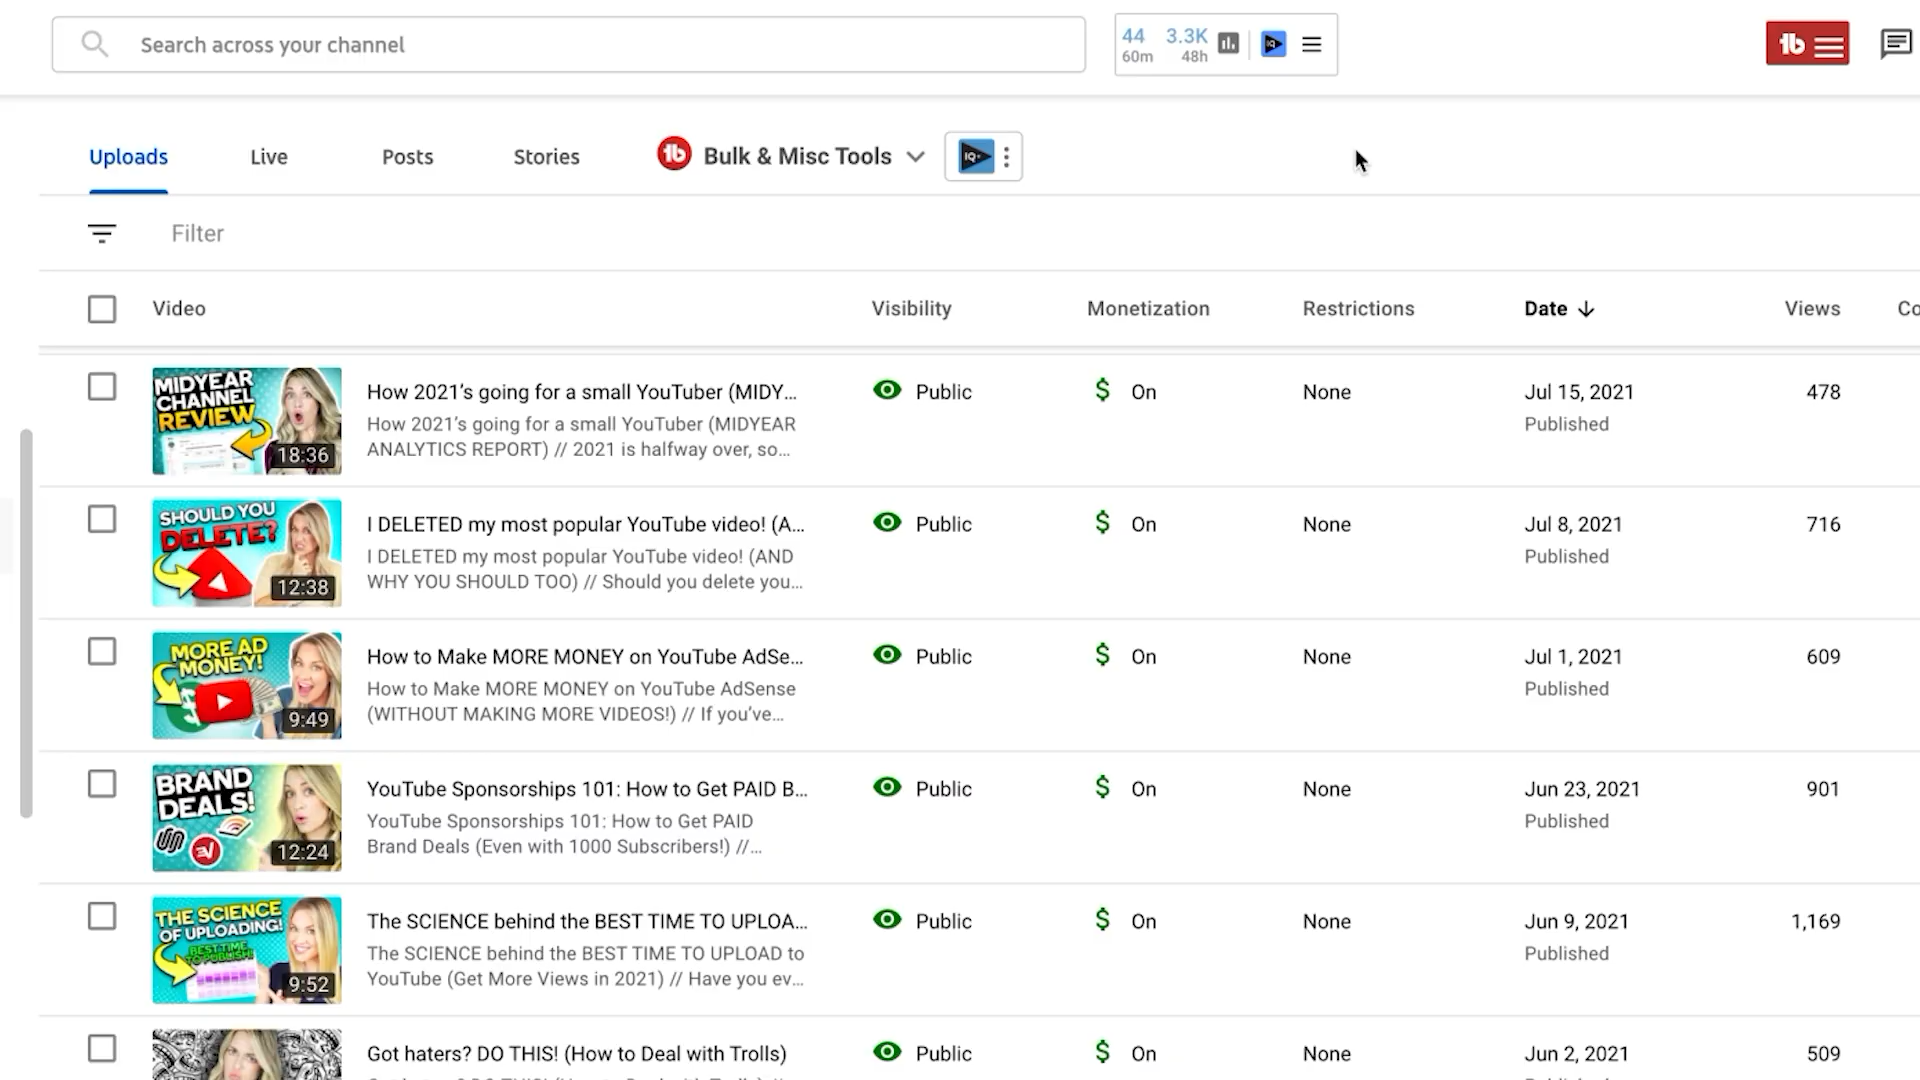 Search across your channel
44 3.3K
60m 48h
Uploads Live Posts Stories Bulk & Misc Tools IQ
Filter
Video Visibility Monetization Restrictions Date Views Co
MIDYEAR
CHANNEL
REVIEW
18:36
How 2021’s going for a small YouTuber (MIDY... Public $ On None Jul 15, 2021 478
How 2021’s going for a small YouTuber (MIDYEAR Published
ANALYTICS REPORT) // 2021 is halfway over, so...
SHOULD YOU
DELETE?
12:38
I DELETED my most popular YouTube video! (A... Public $ On None Jul 8, 2021 716
I DELETED my most popular YouTube video! (AND Published
WHY YOU SHOULD TOO) // Should you delete you...
MORE AD
MONEY!
9:49
How to Make MORE MONEY on YouTube AdSe... Public $ On None Jul 1, 2021 609
How to Make MORE MONEY on YouTube AdSense Published
(WITHOUT MAKING MORE VIDEOS!) // If you’ve...
BRAND
DEALS!
12:24
YouTube Sponsorships 101: How to Get PAID B... Public $ On None Jun 23, 2021 901
YouTube Sponsorships 101: How to Get PAID Published
Brand Deals (Even with 1000 Subscribers!) //...
THE SCIENCE
OF UPLOADING!
BEST TIME
TO PUBLISH!
9:52
The SCIENCE behind the BEST TIME TO UPLOA... Public $ On None Jun 9, 2021 1,169
The SCIENCE behind the BEST TIME TO UPLOAD to Published
YouTube (Get More Views in 2021) // Have you ev...
Got haters? DO THIS! (How to Deal with Trolls) Public $ On None Jun 2, 2021 509